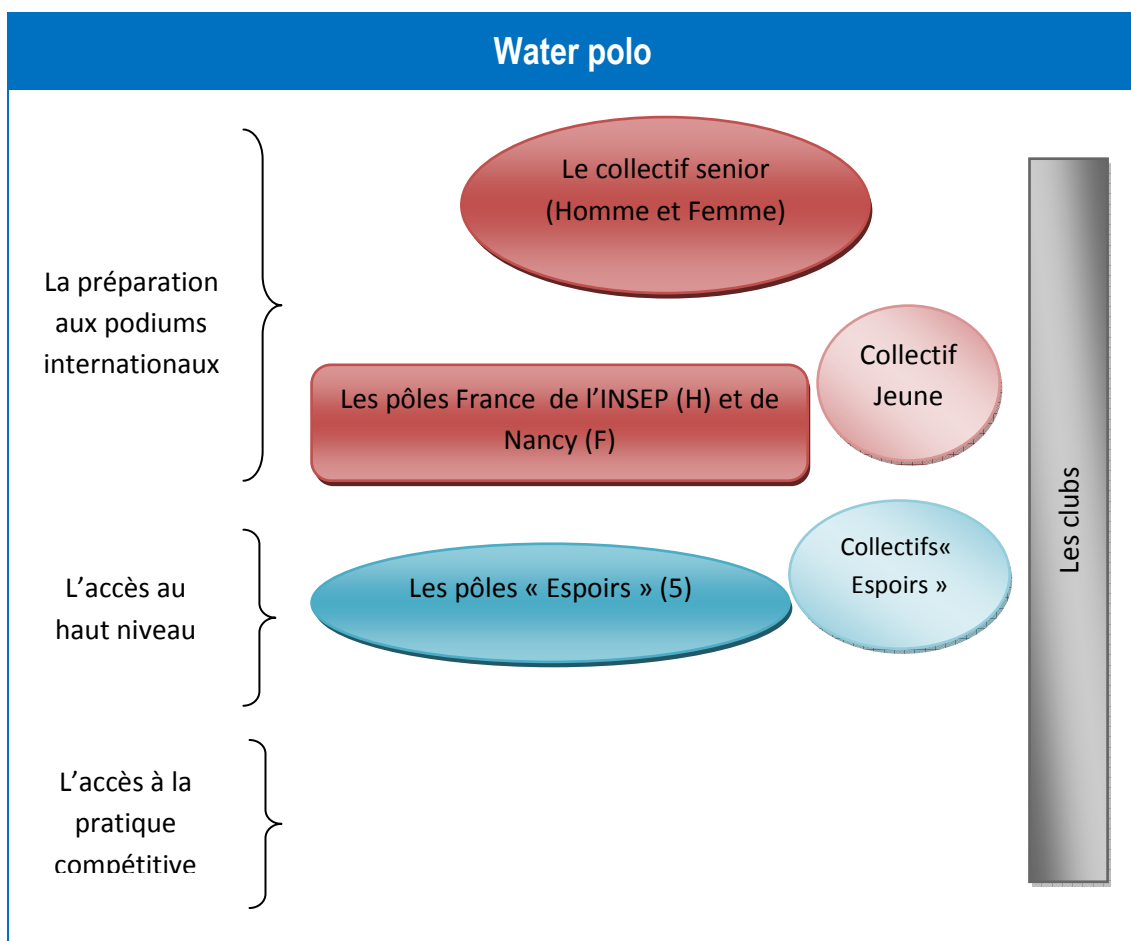 Water polo
Le collectif senior
(Homme et Femme)
La préparation
aux podiums
internationaux
Collectif
Jeune
Les pôles France de l'INSEP (H) et de
Nancy (F)
Les clubs
L'accès au
haut niveau
Les pôles « Espoirs » (5)
Collectifs«
Espoirs »
L'accès à la
pratique
compétitive